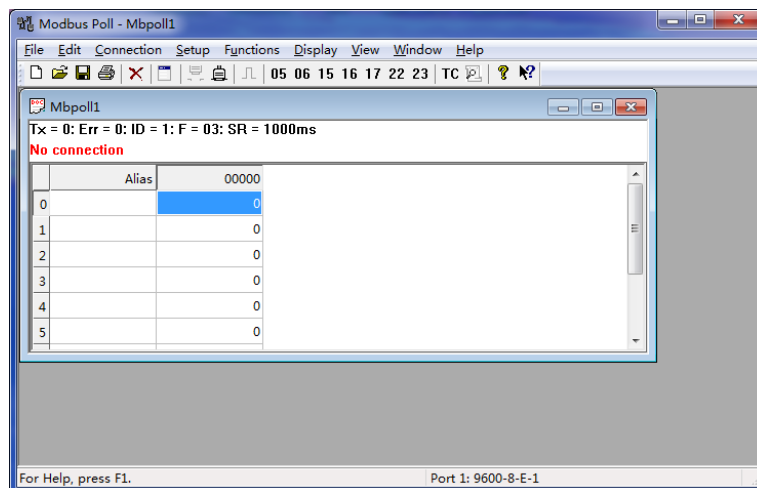 Modbus Poll - Mbpoll1
File Edit Connection Setup Functions Display View Window Help
05 06 15 16 17 22 23 TC
Mbpoll1
Tx = 0: Err = 0: ID = 1: F = 03: SR = 1000ms
No connection
Alias 00000
0 0
1 0
2 0
3 0
4 0
5 0
For Help, press F1. Port 1: 9600-8-E-1